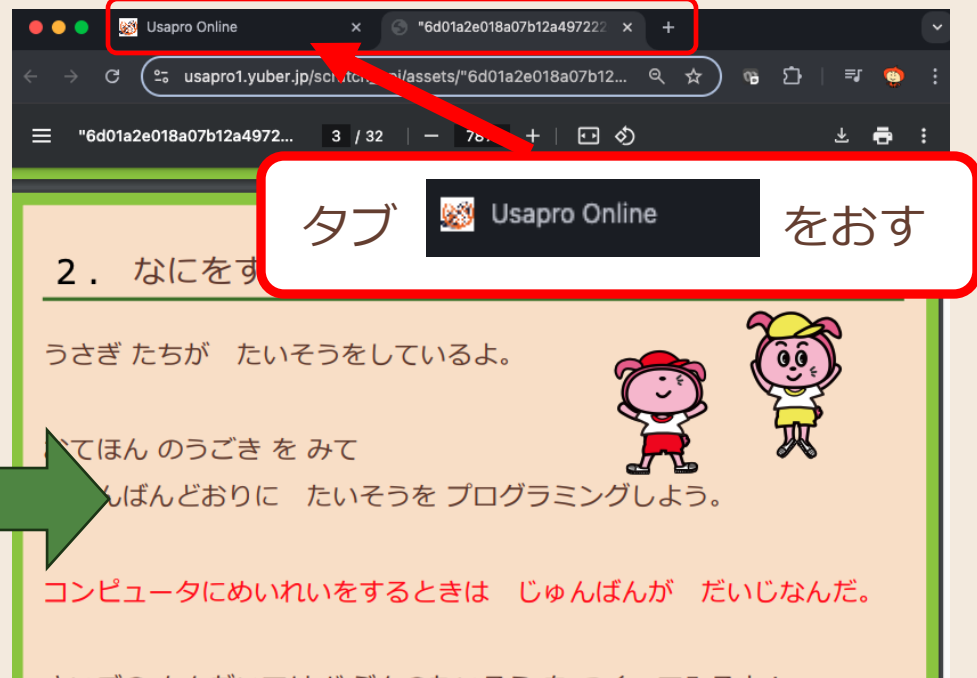 Usapro Online
"6d01a2e018a07b12a497222
usapro1.yuber.jp/scratch_api/assets/"6d01a2e018a07b12...
"6d01a2e018a07b12a4972... 3 / 32
タブ Usapro Online をおす
2. なにをす
うさぎ たちが たいそうをしているよ。
おてほん のうごき を みて
んばんどおりに たいそうを プログラミングしよう。
コンピュータにめいれいをするときは じゅんばんが だいじなんだ。